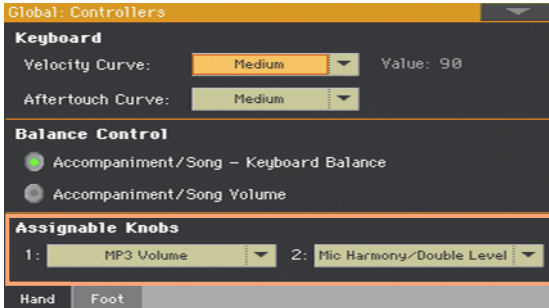 Global: Controllers
Keyboard
Velocity Curve: Medium Value: 90
Aftertouch Curve: Medium
Balance Control
Accompaniment/Song - Keyboard Balance
Accompaniment/Song Volume
Assignable Knobs
1: MP3 Volume 2: Mic Harmony/Double Level
Hand Foot